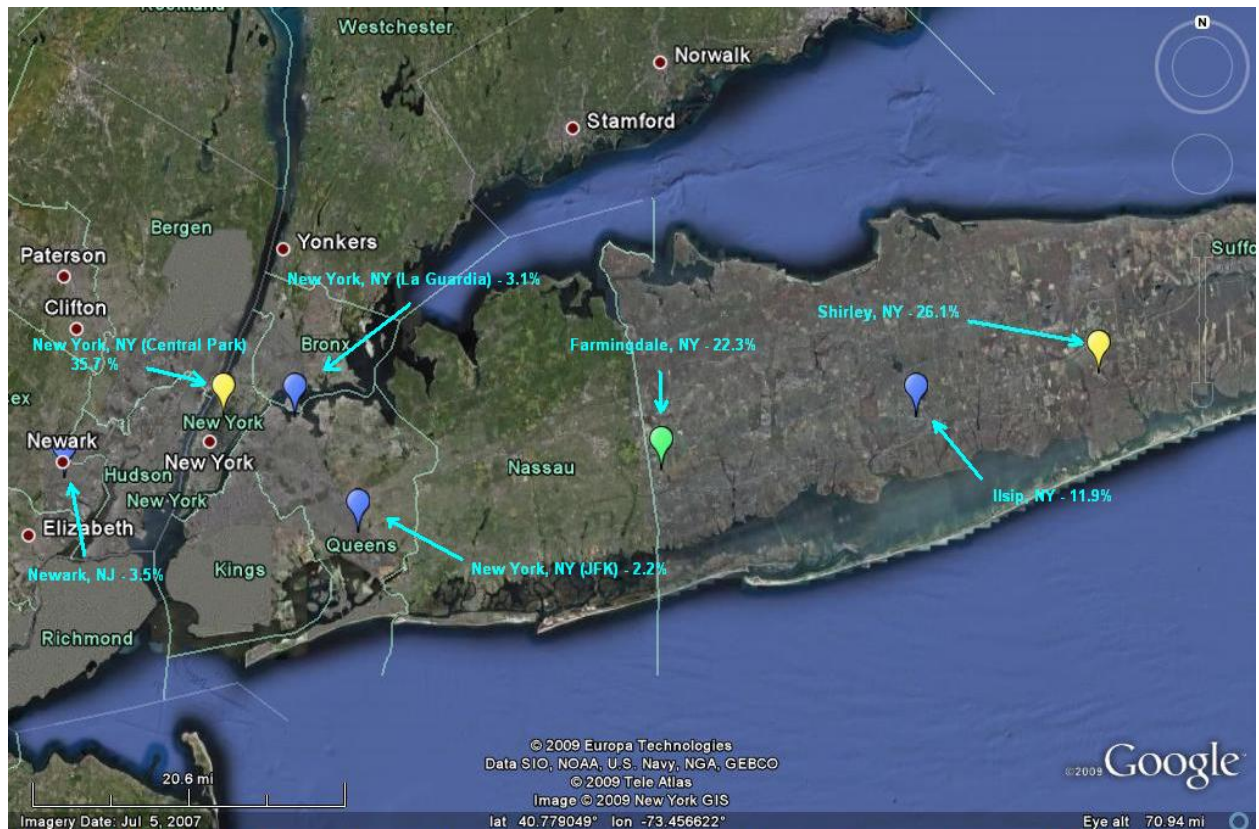 Rockland
Westchester
N
Norwalk
Stamford
Bergen
Yonkers
Paterson
Suffo
New York, NY (La Guardia) - 3.1%
Clifton
Shirley, NY - 26.1%
New York, NY (Central Park)
35.7 %
Bronx
Farmingdale, NY - 22.3%
ex
New York
Newark
New York
Nassau
Hudson
New York
IIsip, NY - 11.9%
Elizabeth
Queens
Kings
New York, NY (JFK) - 2.2%
Newark, NJ - 3.5%
Richmond
© 2009 Europa Technologies
Data SIO, NOAA, U.S. Navy, NGA, GEBCO
© 2009 Tele Atlas
Image © 2009 New York GIS
©2009 Google
20.6 mi
Imagery Date: Jul 5, 2007
lat 40.779049° lon -73.456622°
Eye alt 70.94 mi